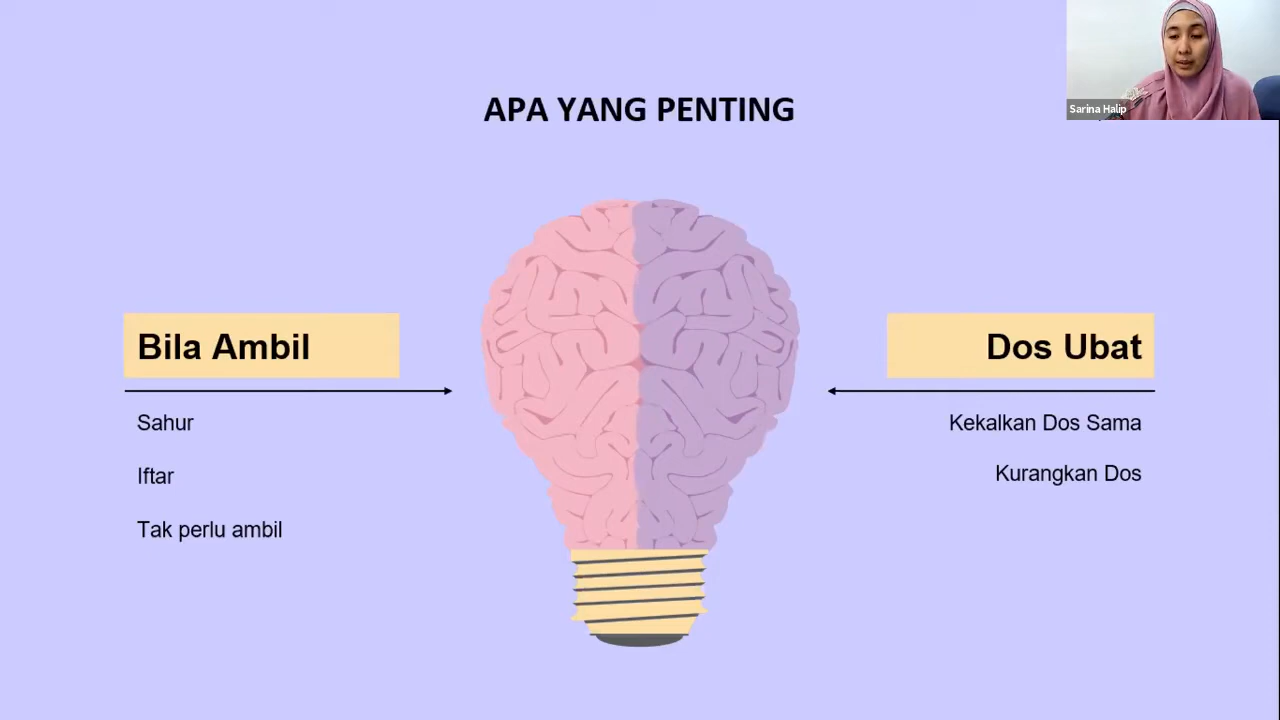 APA YANG PENTING
Sarina Halip
Bila Ambil
Sahur
Iftar
Tak perlu ambil
Dos Ubat
Kekalkan Dos Sama
Kurangkan Dos